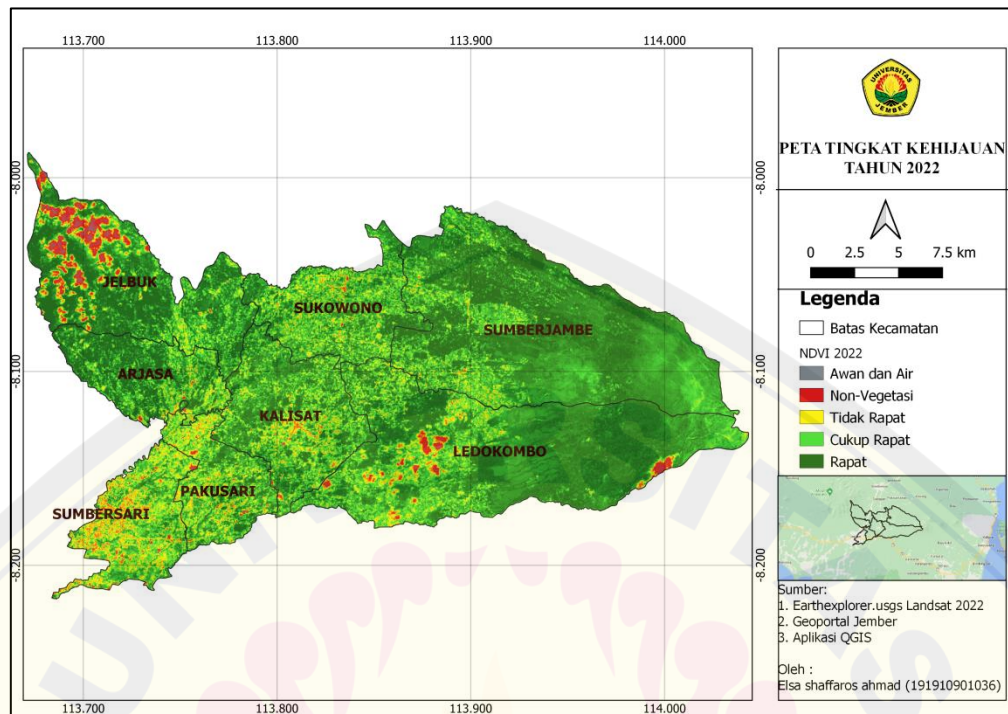 113.700 113.800 113.900 114.000
-8.000 -8.000
-8.100 -8.100
-8.200 -8.200
113.700 113.800 113.900 114.000
JELBUK
SUKOWONO
SUMBERJAMBE
ARJASA
KALISAT
LEDOKOMBO
PAKUSARI
SUMBERSARI
UNIVERSITAS
JEMBER
PETA TINGKAT KEHIJAUAN
TAHUN 2022
0 2.5 5 7.5 km
Legenda
Batas Kecamatan
NDVI 2022
Awan dan Air
Non-Vegetasi
Tidak Rapat
Cukup Rapat
Rapat
Sumber:
1. Earthexplorer.usgs Landsat 2022
2. Geoportal Jember
3. Aplikasi QGIS
Oleh :
Elsa shaffaros ahmad (191910901036)
UNIVERSITAS